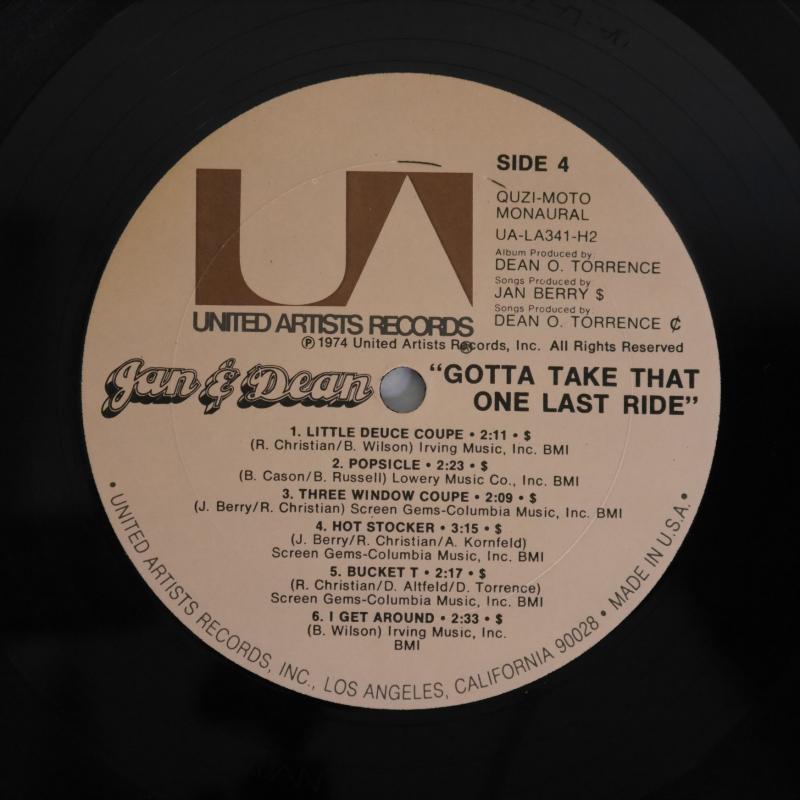 SIDE 4
QUZI-MOTO
MONAURAL
UA-LA341-H2
Album Produced by
DEAN O. TORRENCE
Songs Produced by
JAN BERRY $
Songs Produced by
DEAN O. TORRENCE ₵
UA
UNITED ARTISTS RECORDS
®
Ⓟ 1974 United Artists Records, Inc. All Rights Reserved
Jan & Dean
"GOTTA TAKE THAT
ONE LAST RIDE"
1. LITTLE DEUCE COUPE • 2:11 • $
(R. Christian/B. Wilson) Irving Music, Inc. BMI
2. POPSICLE • 2:23 • $
(B. Cason/B. Russell) Lowery Music Co., Inc. BMI
3. THREE WINDOW COUPE • 2:09 • $
(J. Berry/R. Christian) Screen Gems-Columbia Music, Inc. BMI
4. HOT STOCKER • 3:15 • $
(J. Berry/R. Christian/A. Kornfeld)
Screen Gems-Columbia Music, Inc. BMI
5. BUCKET T • 2:17 • $
(R. Christian/D. Altfeld/D. Torrence)
Screen Gems-Columbia Music, Inc. BMI
6. I GET AROUND • 2:33 • $
(B. Wilson) Irving Music, Inc.
BMI
• UNITED ARTISTS RECORDS, INC., LOS ANGELES, CALIFORNIA 90028 • MADE IN U.S.A. •